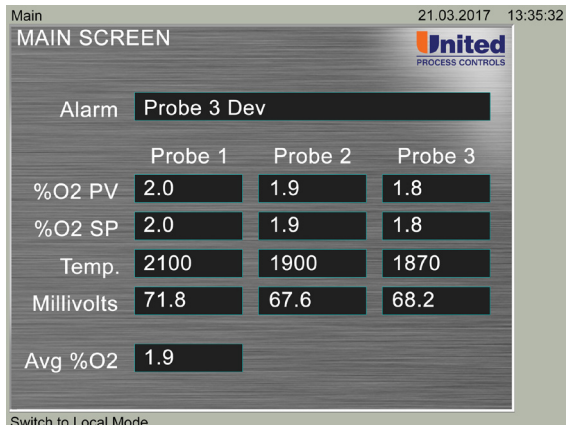 Main 21.03.2017 13:35:32
MAIN SCREEN
United
PROCESS CONTROLS
Alarm Probe 3 Dev
Probe 1 Probe 2 Probe 3
%O2 PV 2.0 1.9 1.8
%O2 SP 2.0 1.9 1.8
Temp. 2100 1900 1870
Millivolts 71.8 67.6 68.2
Avg %O2 1.9
Switch to Local Mode